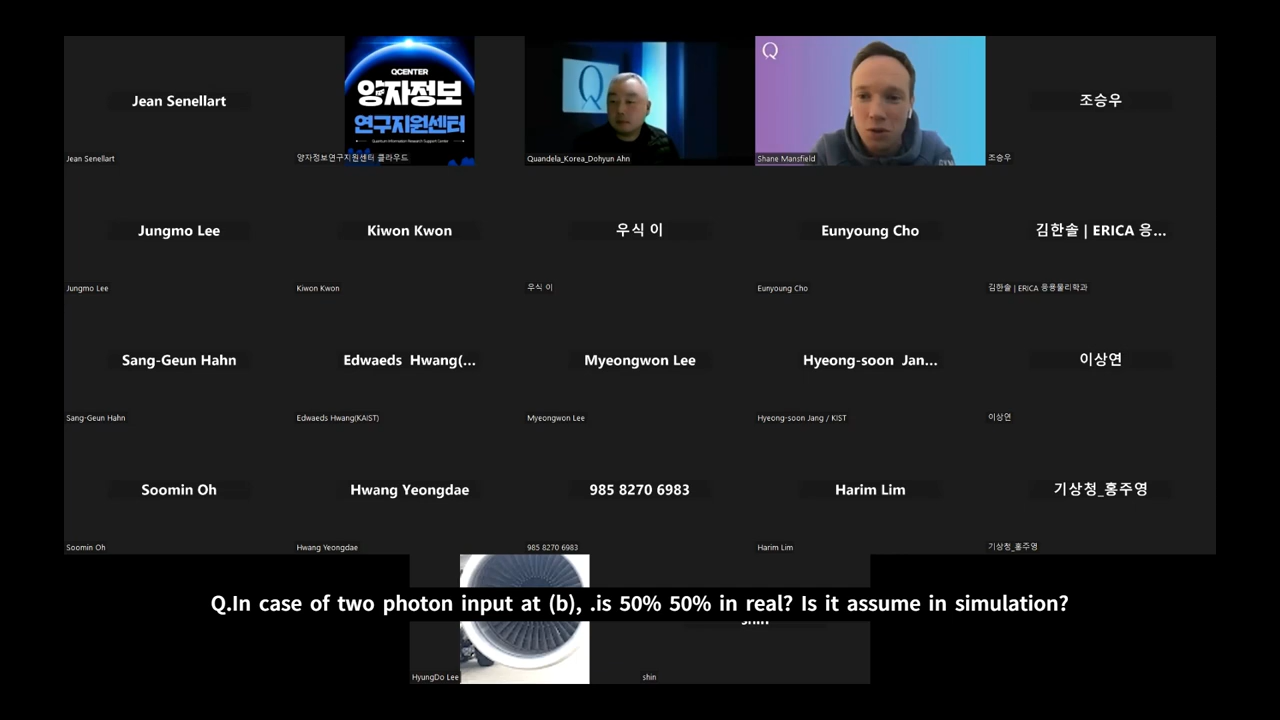 Jean Senellart
Jean Senellart
QCENTER
양자정보
연구지원센터
Quantum Information Research Support Center
양자정보연구지원센터 클라우드
Q
Quandela_Korea_Dohyun Ahn
Q
Shane Mansfield
조승우
조승우
Jungmo Lee
Jungmo Lee
Kiwon Kwon
Kiwon Kwon
우식 이
우식 이
Eunyoung Cho
Eunyoung Cho
김한솔 | ERICA 응...
김한솔 | ERICA 응용물리학과
Sang-Geun Hahn
Sang-Geun Hahn
Edwaeds Hwang(...
Edwaeds Hwang(KAIST)
Myeongwon Lee
Myeongwon Lee
Hyeong-soon Jan...
Hyeong-soon Jang / KIST
이상연
이상연
Soomin Oh
Soomin Oh
Hwang Yeongdae
Hwang Yeongdae
985 8270 6983
985 8270 6983
Harim Lim
Harim Lim
기상청_홍주영
기상청_홍주영
Q.In case of two photon input at (b), .is 50% 50% in real? Is it assume in simulation?
HyungDo Lee
shin
shin